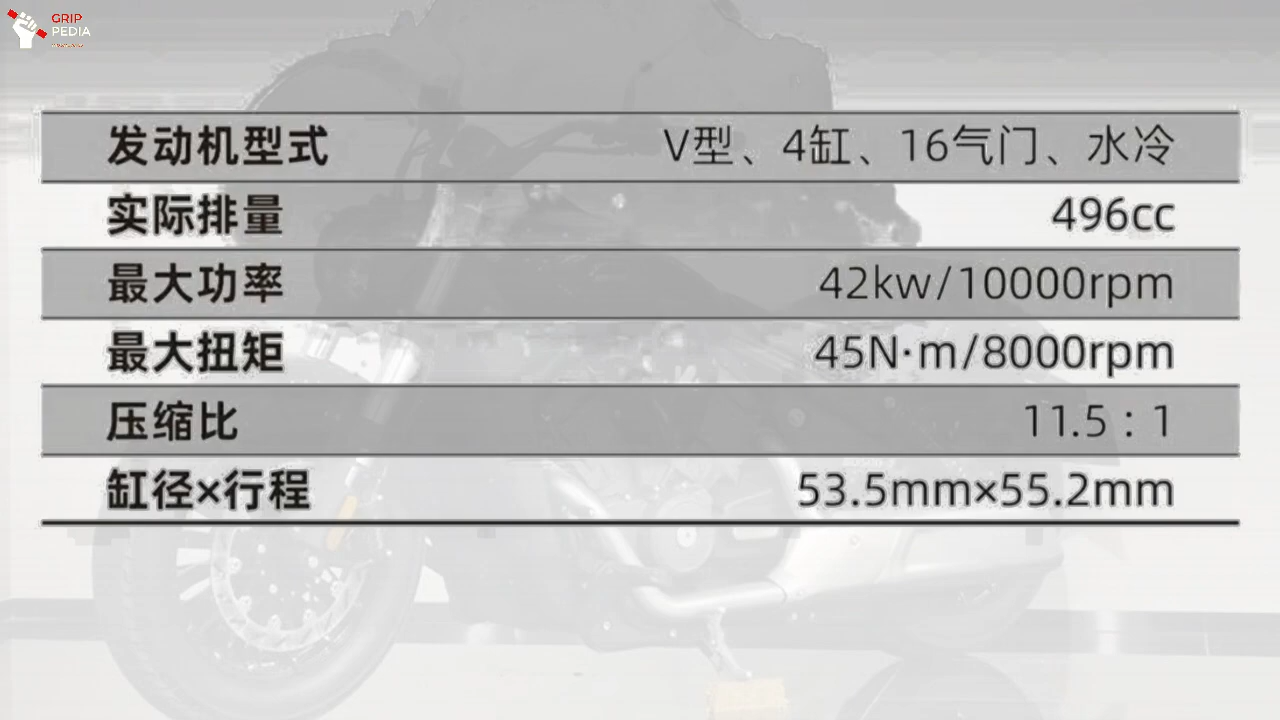 GRIP
PEDIA
发动机型式 V型、4缸、16气门、水冷
实际排量 496cc
最大功率 42kw/10000rpm
最大扭矩 45N·m/8000rpm
压缩比 11.5 : 1
缸径×行程 53.5mm×55.2mm